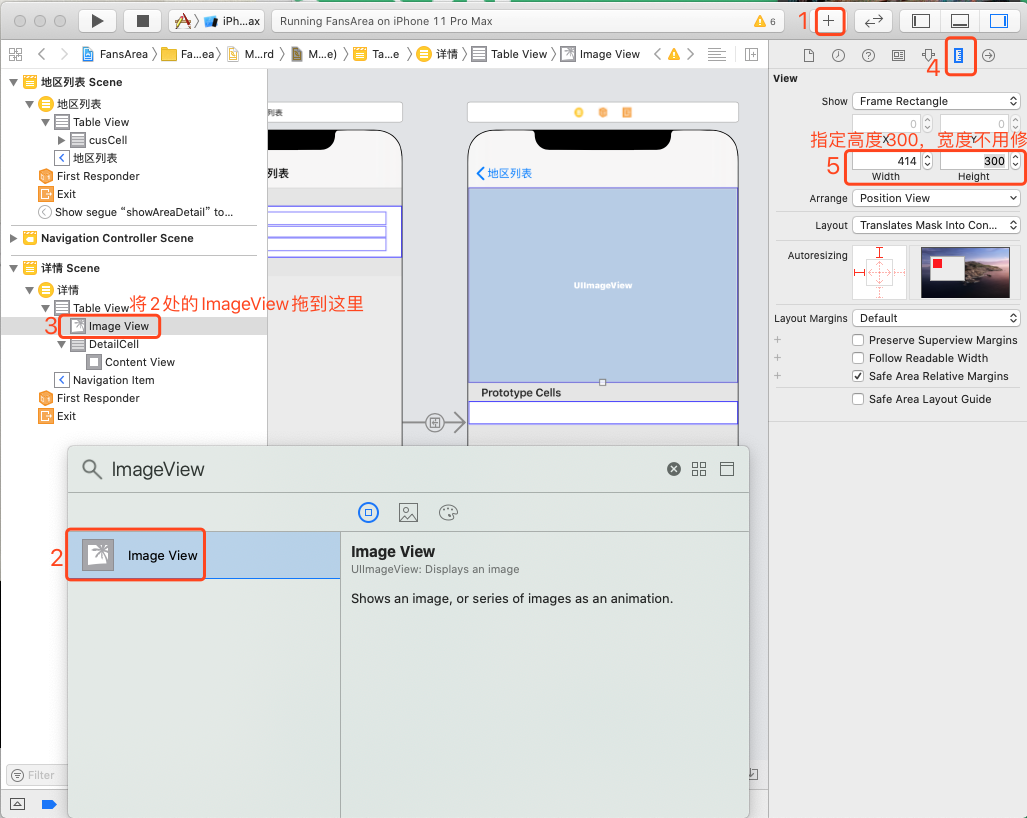 iPh...ax
Running FansArea on iPhone 11 Pro Max
6
1
FansArea
Fa...ea
M...rd
M...e)
Ta...e
详情
Table View
Image View
4
地区列表 Scene
地区列表
Table View
cusCell
地区列表
First Responder
Exit
Show segue “showAreaDetail” to...
Navigation Controller Scene
详情 Scene
详情
Table View
将2处的ImageView拖到这里
3
Image View
DetailCell
Content View
Navigation Item
First Responder
Exit
Filter
列表
列表
地区列表
UIImageView
Prototype Cells
View
Show
Frame Rectangle
0
0
X
Y
指定高度300，宽度不用修
5
414
300
Width
Height
Arrange
Position View
Layout
Translates Mask Into Con...
Autoresizing
Layout Margins
Default
Preserve Superview Margins
Follow Readable Width
Safe Area Relative Margins
Safe Area Layout Guide
ImageView
2
Image View
Image View
UIImageView: Displays an image
Shows an image, or series of images as an animation.